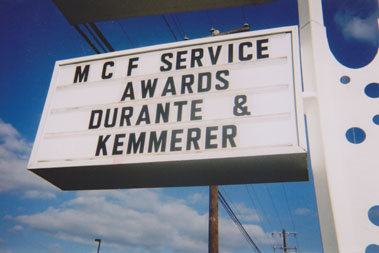 M C F SERVICE
AWARDS
DURANTE &
KEMMERER